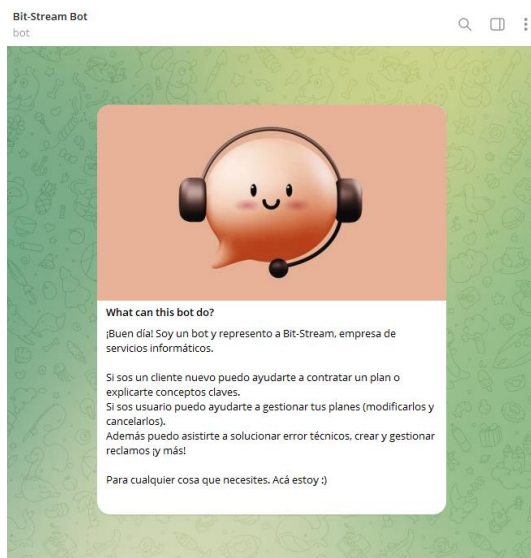 Bit-Stream Bot
bot
What can this bot do?
¡Buen día! Soy un bot y represento a Bit-Stream, empresa de
servicios informáticos.
Si sos un cliente nuevo puedo ayudarte a contratar un plan o
explicarte conceptos claves.
Si sos usuario puedo ayudarte a gestionar tus planes (modificarlos y
cancelarlos).
Además puedo asistirte a solucionar error técnicos, crear y gestionar
reclamos ¡y más!
Para cualquier cosa que necesites. Acá estoy :)